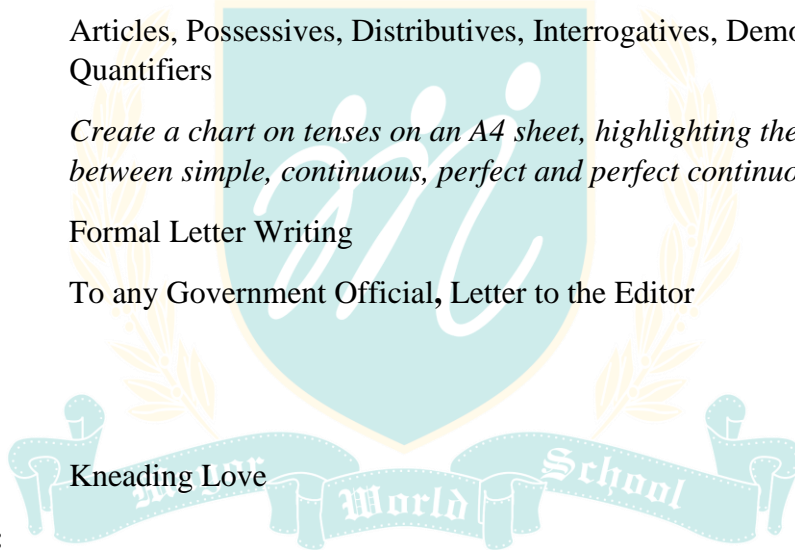 Articles, Possessives, Distributives, Interrogatives, Demo
Quantifiers
Create a chart on tenses on an A4 sheet, highlighting the
between simple, continuous, perfect and perfect continuo
Formal Letter Writing
To any Government Official, Letter to the Editor
Kneading Love
World School
: